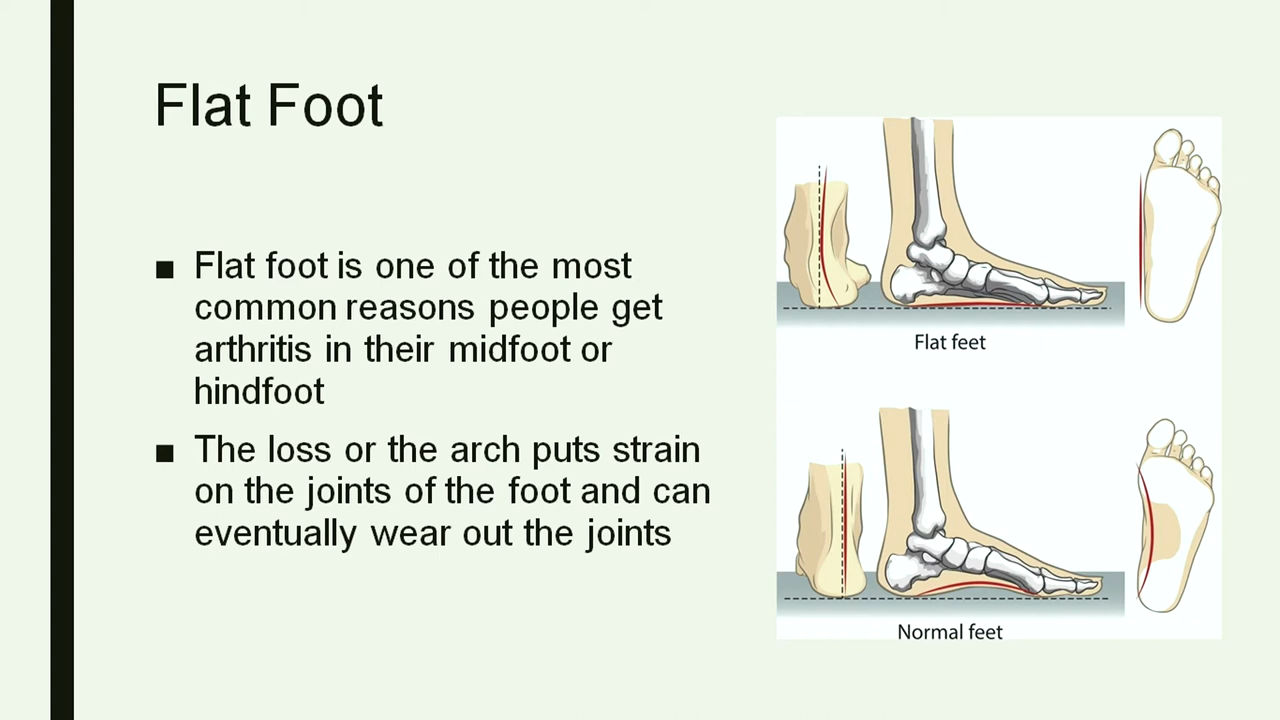 Flat Foot
■ Flat foot is one of the most
common reasons people get
arthritis in their midfoot or
hindfoot
■ The loss or the arch puts strain
on the joints of the foot and can
eventually wear out the joints
Flat feet
Normal feet